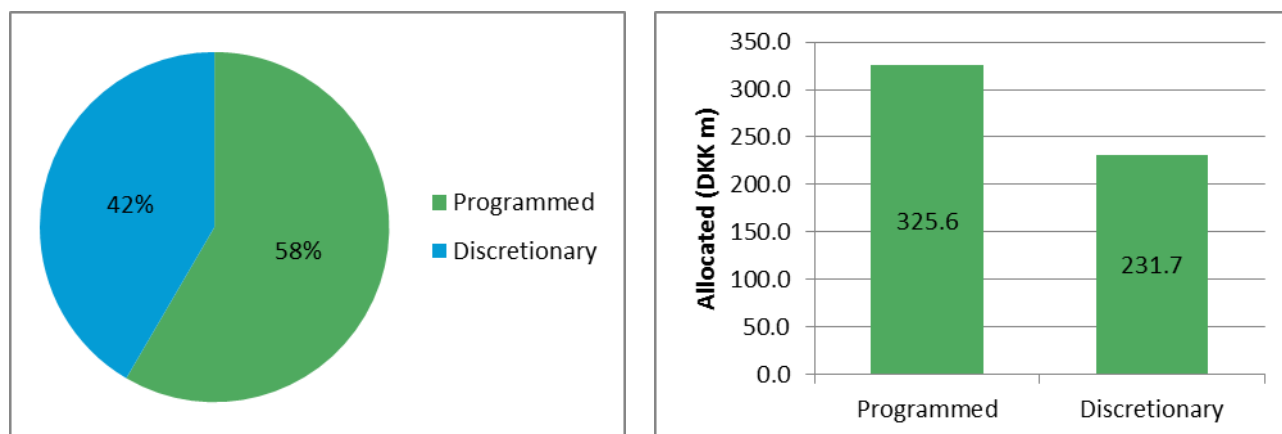 42%
58%
Programmed
Discretionary
Allocated (DKK m)
350.0
300.0
250.0
200.0
150.0
100.0
50.0
0.0
325.6
231.7
Programmed
Discretionary